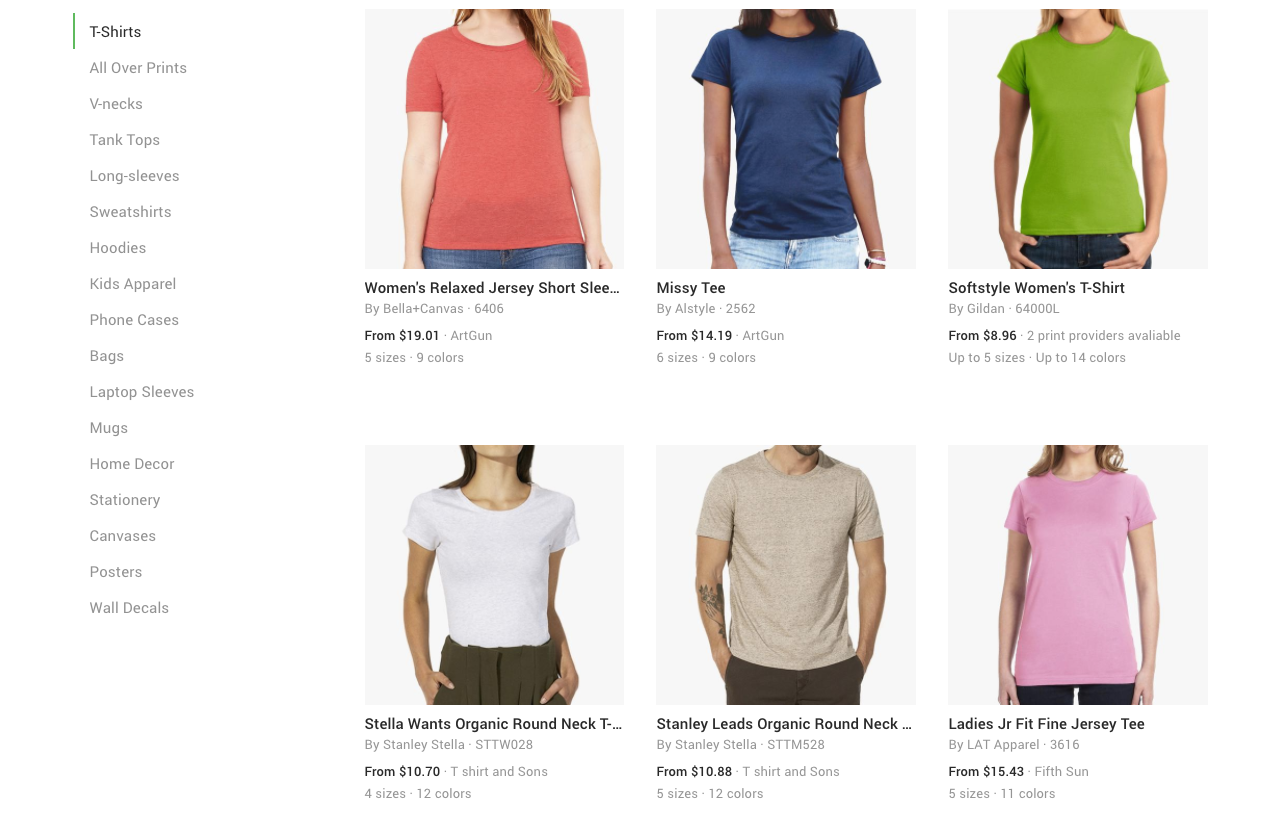 T-Shirts
All Over Prints
V-necks
Tank Tops
Long-sleeves
Sweatshirts
Hoodies
Kids Apparel
Phone Cases
Bags
Laptop Sleeves
Mugs
Home Decor
Stationery
Canvases
Posters
Wall Decals
Women's Relaxed Jersey Short Slee...
By Bella+Canvas · 6406
From $19.01 · ArtGun
5 sizes · 9 colors
Missy Tee
By Alstyle · 2562
From $14.19 · ArtGun
6 sizes · 9 colors
Softstyle Women's T-Shirt
By Gildan · 64000L
From $8.96 · 2 print providers avaliable
Up to 5 sizes · Up to 14 colors
Stella Wants Organic Round Neck T-...
By Stanley Stella · STTW028
From $10.70 · T shirt and Sons
4 sizes · 12 colors
Stanley Leads Organic Round Neck ...
By Stanley Stella · STTM528
From $10.88 · T shirt and Sons
5 sizes · 12 colors
Ladies Jr Fit Fine Jersey Tee
By LAT Apparel · 3616
From $15.43 · Fifth Sun
5 sizes · 11 colors